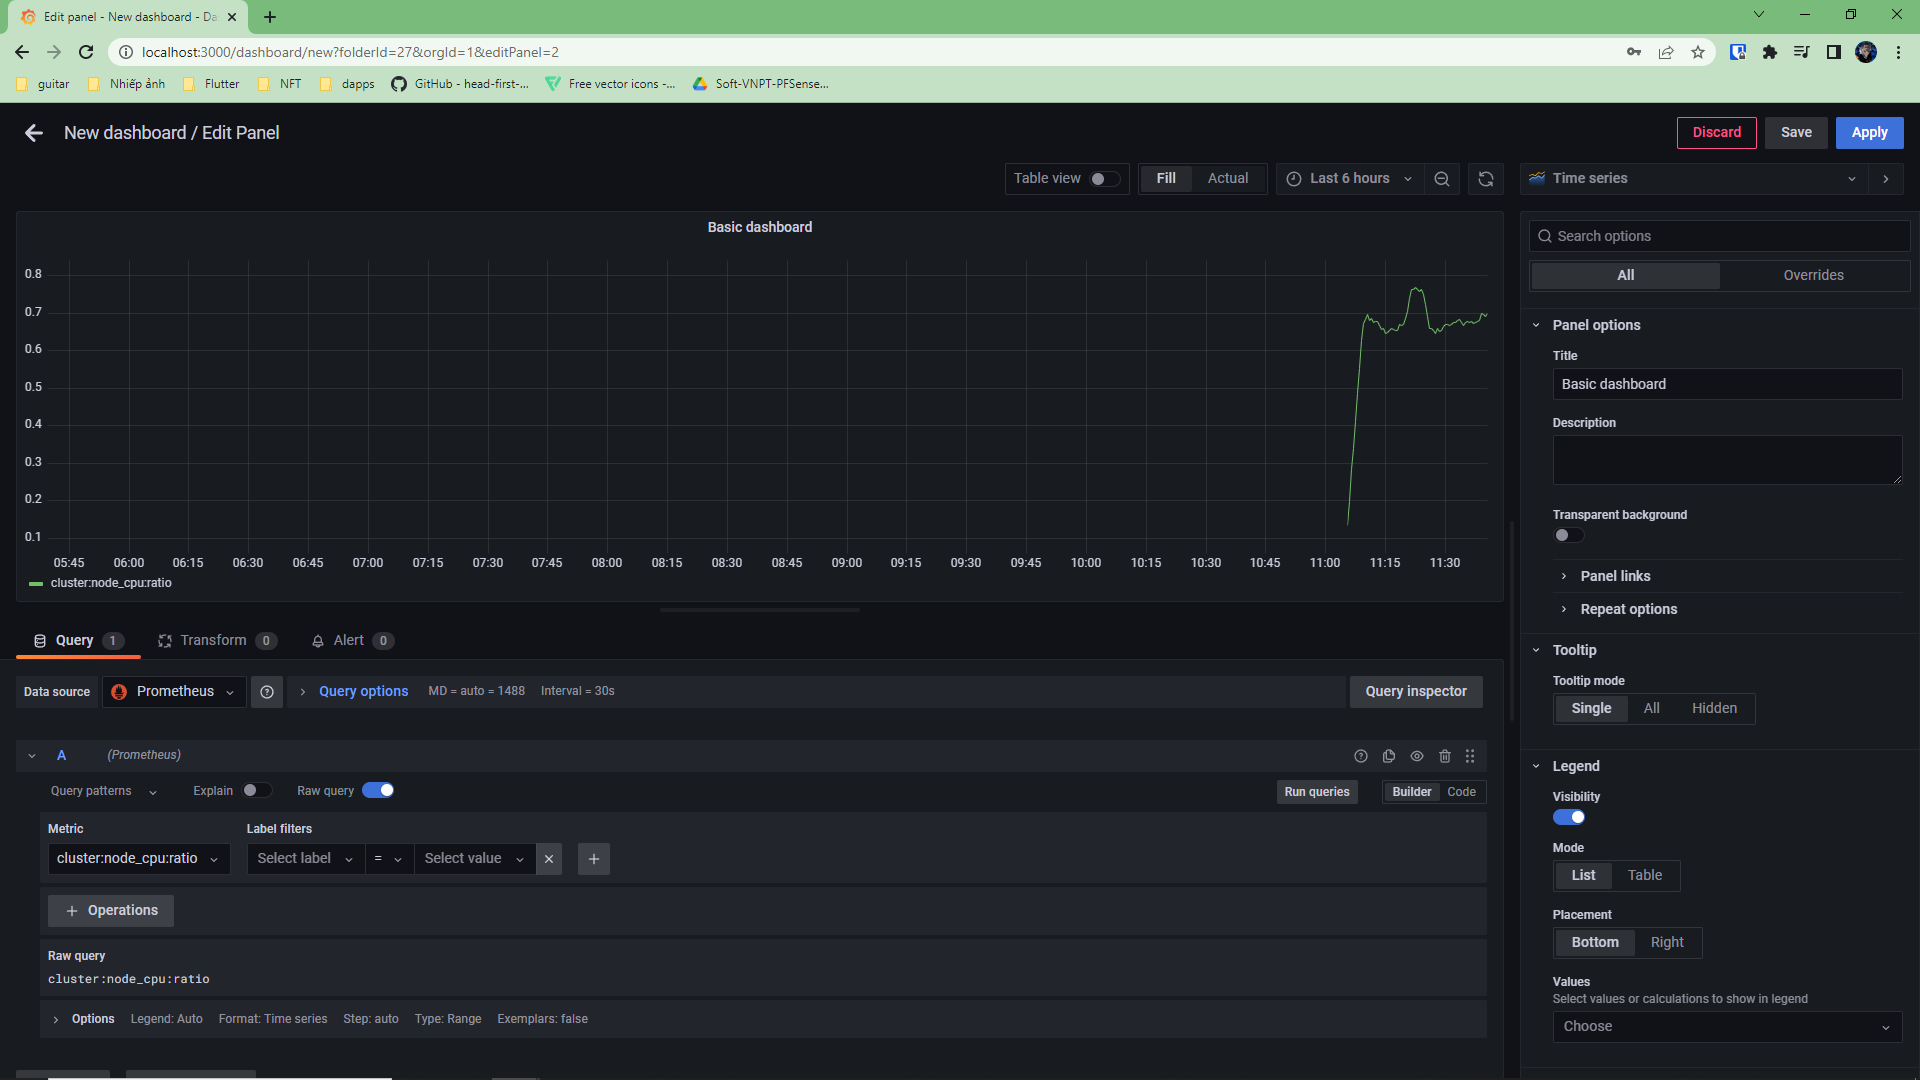 Edit panel - New dashboard - Da
localhost:3000/dashboard/new?folderId=27&orgId=1&editPanel=2
guitar
Nhiếp ảnh
Flutter
NFT
dapps
GitHub - head-first-...
Free vector icons -...
Soft-VNPT-PFSense...
New dashboard / Edit Panel
Discard
Save
Apply
Table view
Fill
Actual
Last 6 hours
Time series
Basic dashboard
0.8
0.7
0.6
0.5
0.4
0.3
0.2
0.1
05:45 06:00 06:15 06:30 06:45 07:00 07:15 07:30 07:45 08:00 08:15 08:30 08:45 09:00 09:15 09:30 09:45 10:00 10:15 10:30 10:45 11:00 11:15 11:30
cluster:node_cpu:ratio
Search options
All
Overrides
Panel options
Title
Basic dashboard
Description
Transparent background
Panel links
Repeat options
Tooltip
Tooltip mode
Single All Hidden
Legend
Visibility
Mode
List Table
Placement
Bottom Right
Values
Select values or calculations to show in legend
Choose
Query 1
Transform 0
Alert 0
Data source
Prometheus
Query options
MD = auto = 1488
Interval = 30s
Query inspector
A
(Prometheus)
Query patterns
Explain
Raw query
Run queries
Builder
Code
Metric
Label filters
cluster:node_cpu:ratio
Select label
=
Select value
+ Operations
Raw query
cluster:node_cpu:ratio
Options
Legend: Auto
Format: Time series
Step: auto
Type: Range
Exemplars: false